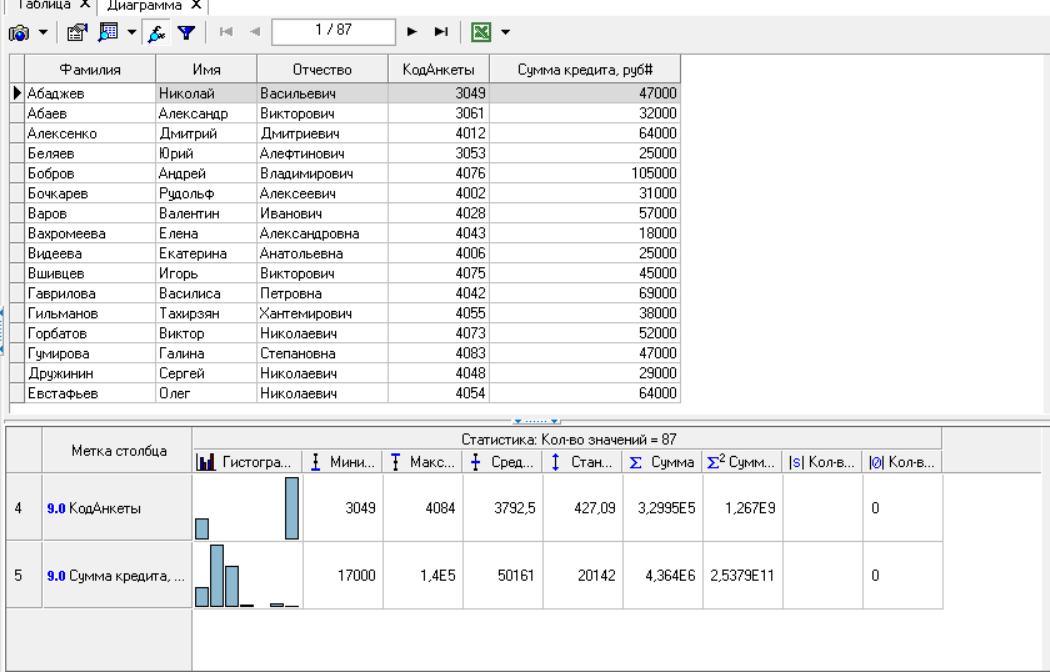 Таблица X Диаграмма X
1 / 87
Фамилия Имя Отчество КодАнкеты Сумма кредита, руб#
Абаджев Николай Васильевич 3049 47000
Абаев Александр Викторович 3061 32000
Алексенко Дмитрий Дмитриевич 4012 64000
Беляев Юрий Алефтинович 3053 25000
Бобров Андрей Владимирович 4076 105000
Бочкарев Рудольф Алексеевич 4002 31000
Варов Валентин Иванович 4028 57000
Вахромеева Елена Александровна 4043 18000
Видеева Екатерина Анатольевна 4006 25000
Вшивцев Игорь Викторович 4075 45000
Гаврилова Василиса Петровна 4042 69000
Гильманов Тахирзян Хантемирович 4055 38000
Горбатов Виктор Николаевич 4073 52000
Гумирова Галина Степановна 4083 47000
Дружинин Сергей Николаевич 4048 29000
Евстафьев Олег Николаевич 4054 64000
Метка столбца Статистика: Кол-во значений = 87
Гистогра... Мини... Макс... Сред... Стан... Σ Сумма Σ² Сумм... |S| Кол-в... |0| Кол-в...
4 9.0 КодАнкеты 3049 4084 3792,5 427,09 3,2995E5 1,267E9 0
5 9.0 Сумма кредита, ... 17000 1,4E5 50161 20142 4,364E6 2,5379E11 0